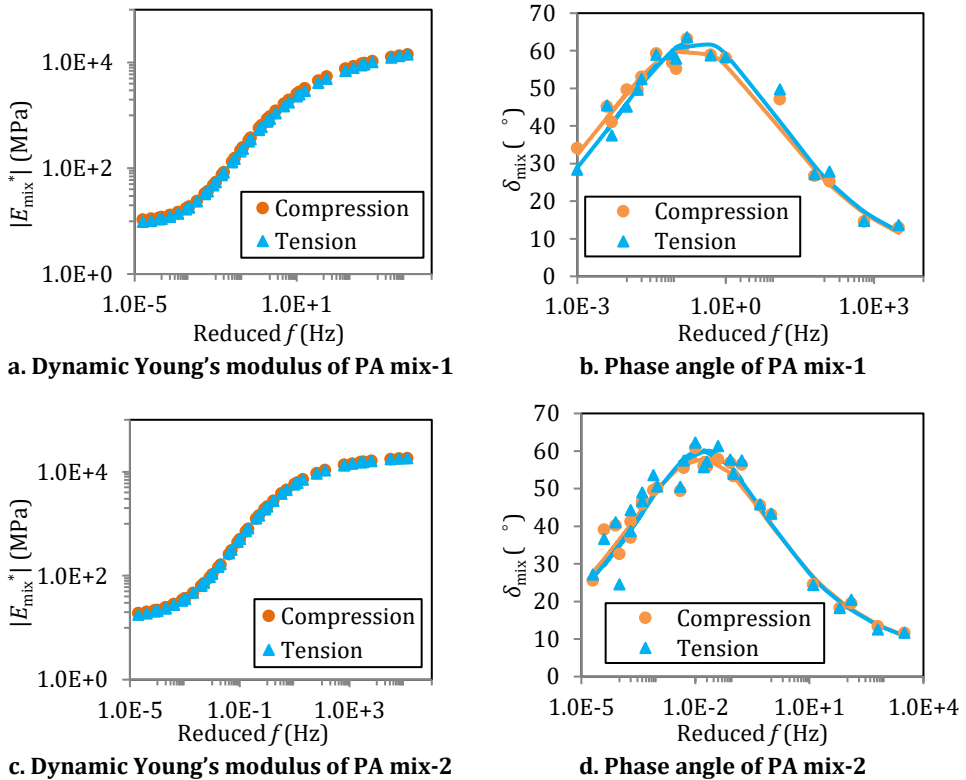 |E*mix| (MPa)
1.0E+4
1.0E+2
1.0E+0
Compression
Tension
1.0E-5
1.0E+1
Reduced f (Hz)
a. Dynamic Young's modulus of PA mix-1
δmix ( ° )
70
60
50
40
30
20
10
0
Compression
Tension
1.0E-3
1.0E+0
1.0E+3
Reduced f (Hz)
b. Phase angle of PA mix-1
|E*mix| (MPa)
1.0E+4
1.0E+2
1.0E+0
Compression
Tension
1.0E-5
1.0E-1
1.0E+3
Reduced f (Hz)
c. Dynamic Young's modulus of PA mix-2
δmix ( ° )
70
60
50
40
30
20
10
0
Compression
Tension
1.0E-5
1.0E-2
1.0E+1
1.0E+4
Reduced f (Hz)
d. Phase angle of PA mix-2